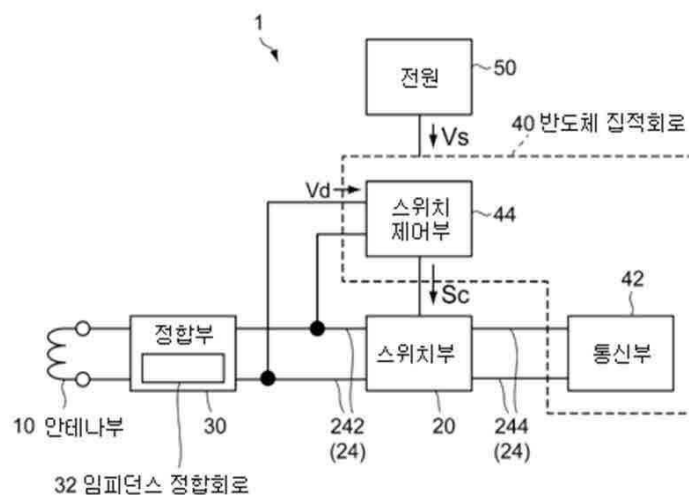 1
전원
50
Vs
40 반도체 집적회로
Vd
스위치
제어부
44
Sc
42
정합부
스위치부
통신부
10 안테나부
30
242
(24)
20
244
(24)
32 임피던스 정합회로